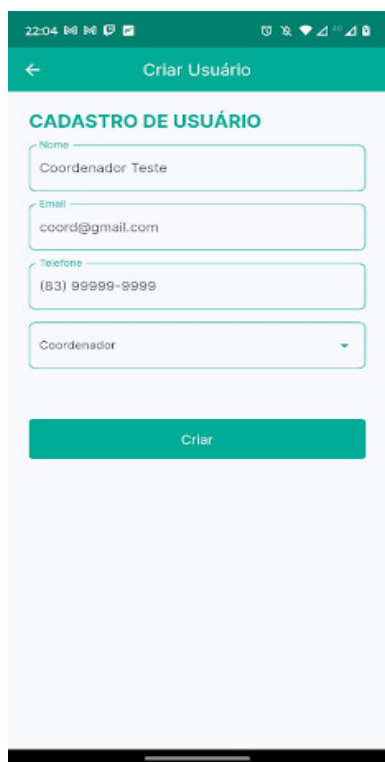 22:04
4G
Criar Usuário
CADASTRO DE USUÁRIO
Nome
Coordenador Teste
Email
coord@gmail.com
Telefone
(83) 99999-9999
Coordenador
Criar